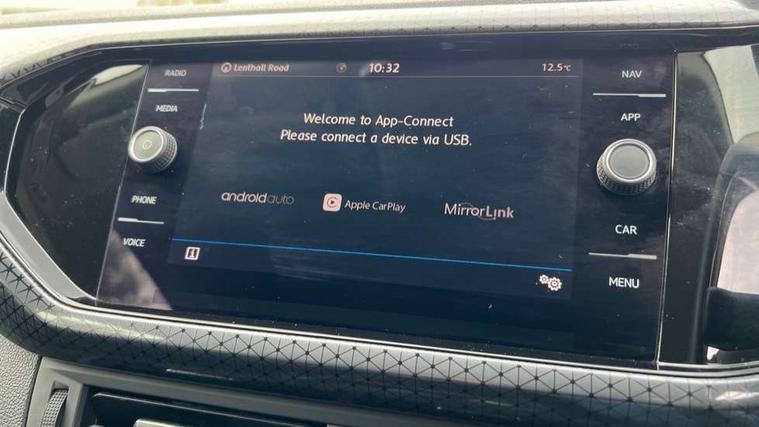 RADIO
MEDIA
PHONE
VOICE
Lenthall Road 10:32 12.5°C
Welcome to App-Connect
Please connect a device via USB.
androidauto Apple CarPlay MirrorLink
NAV
APP
CAR
MENU